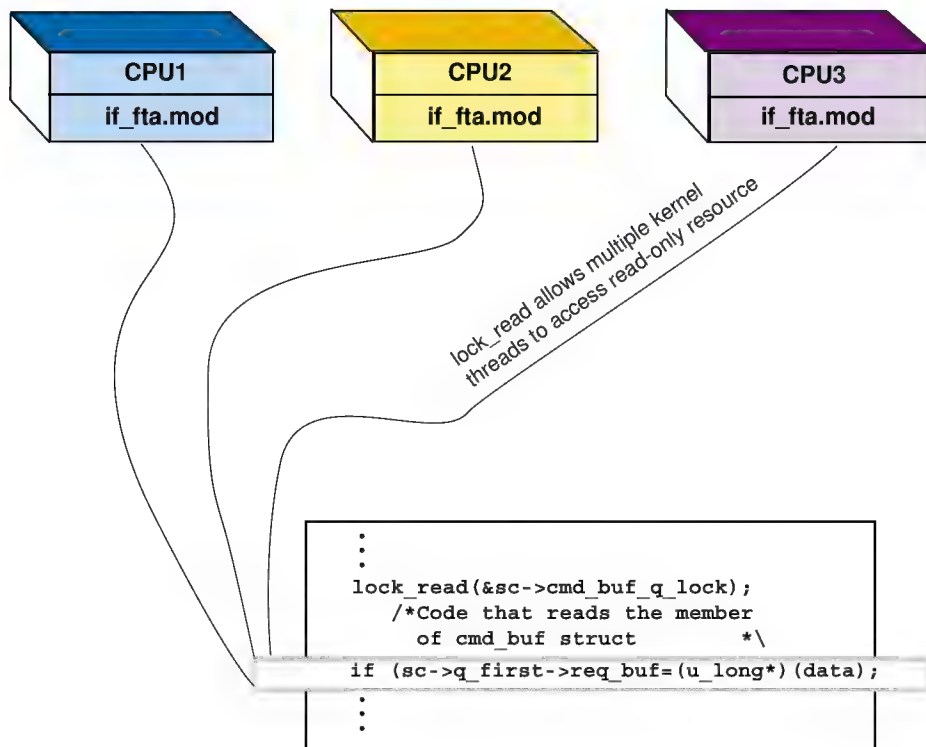 CPU1
if_fta.mod
CPU2
if_fta.mod
CPU3
if_fta.mod
lock_read allows multiple kernel
threads to access read-only resource
lock_read(&sc->cmd_buf_q_lock);
/*Code that reads the member
of cmd_buf struct *\
if (sc->q_first->req_buf=(u_long*)(data);